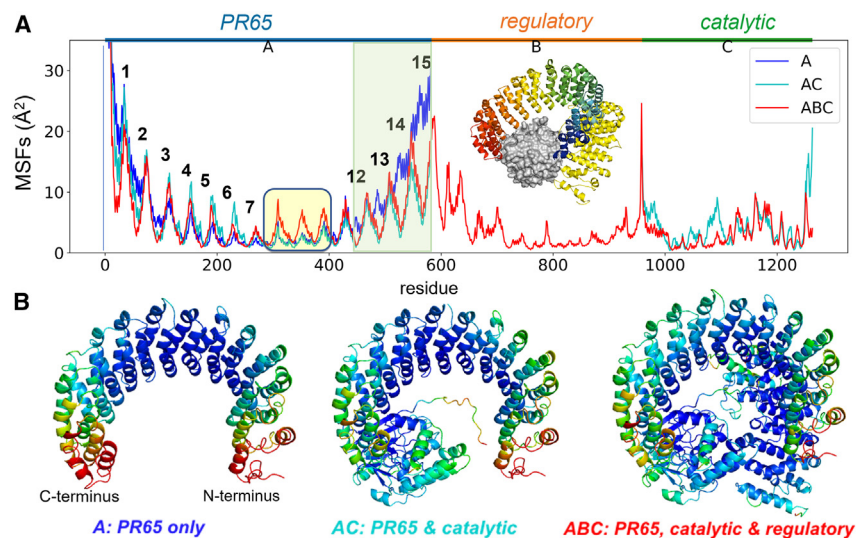 A
PR65 regulatory catalytic
A B C
30
20
10
0
MSFs (Å²)
1
2
3
4
5
6
7
12
13
14
15
A
AC
ABC
0 200 400 600 800 1000 1200
residue
B
C-terminus N-terminus
A: PR65 only AC: PR65 & catalytic ABC: PR65, catalytic & regulatory